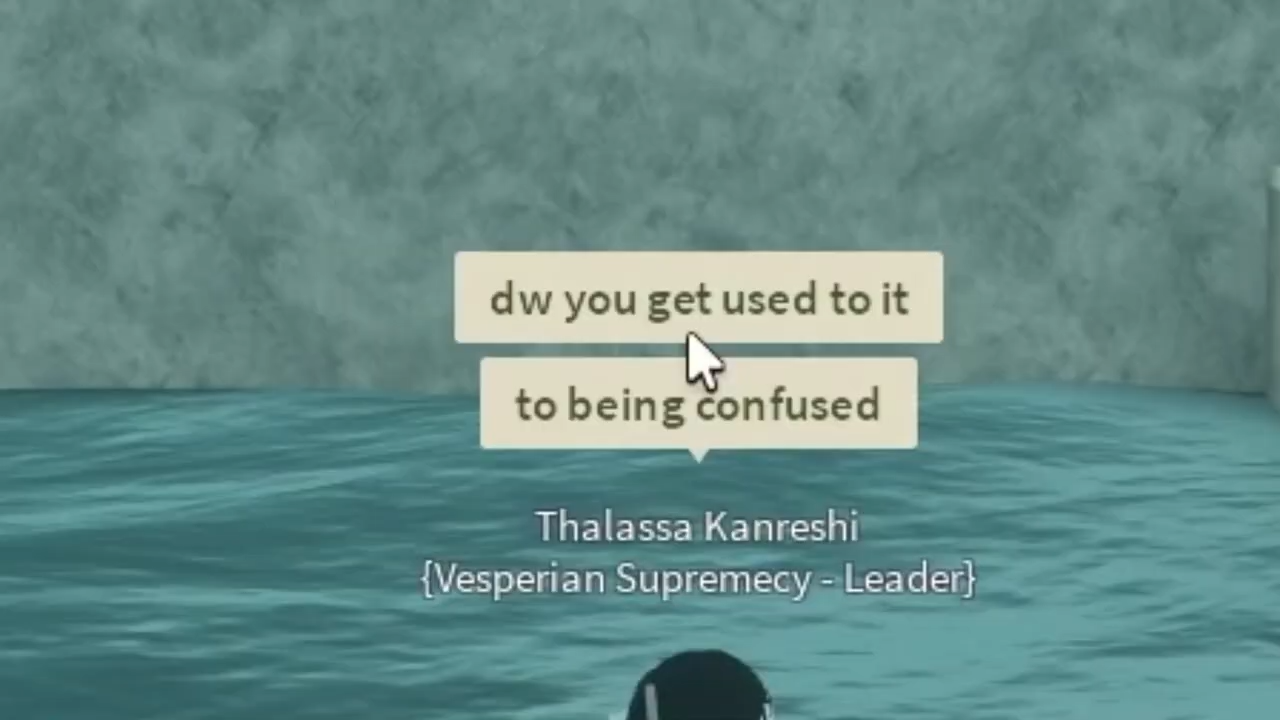 dw you get used to it
to being confused
Thalassa Kanreshi
{Vesperian Supremecy - Leader}